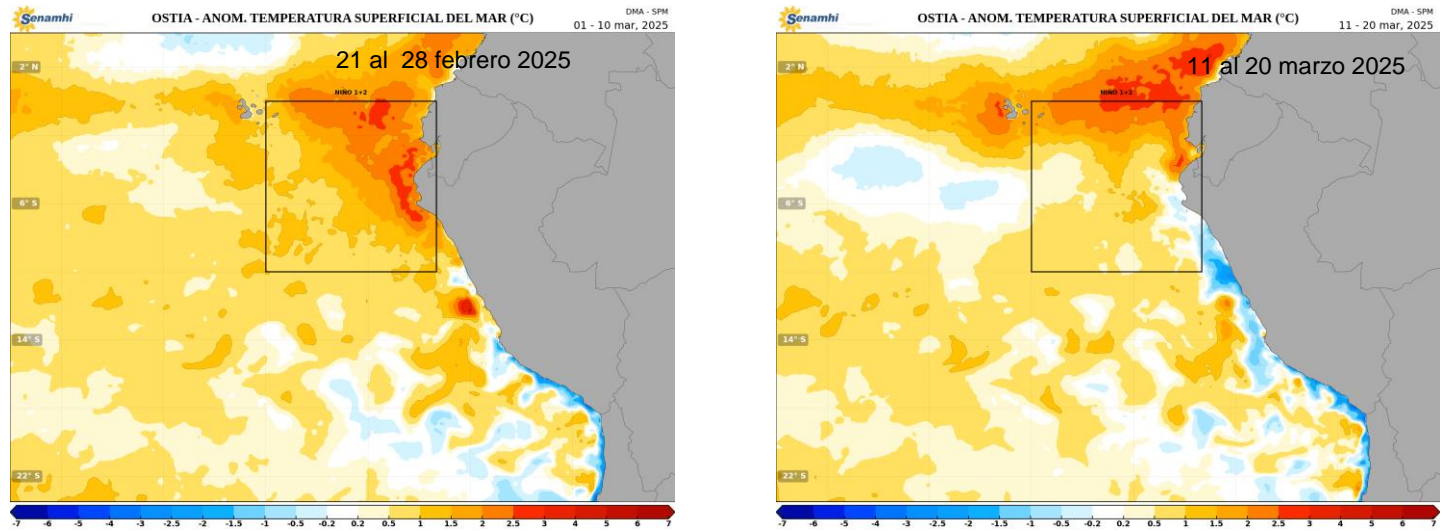 Senamhi
OSTIA - ANOM. TEMPERATURA SUPERFICIAL DEL MAR (°C)
DMA - SPM
01 - 10 mar, 2025
21 al 28 febrero 2025
2° N
NIÑO 1+2
6° S
14° S
22° S
-7 -6 -5 -4 -3 -2.5 -2 -1.5 -1 -0.5 -0.2 0.2 0.5 1 1.5 2 2.5 3 4 5 6 7
Senamhi
OSTIA - ANOM. TEMPERATURA SUPERFICIAL DEL MAR (°C)
DMA - SPM
11 - 20 mar, 2025
11 al 20 marzo 2025
2° N
NIÑO 1+2
6° S
14° S
22° S
-7 -6 -5 -4 -3 -2.5 -2 -1.5 -1 -0.5 -0.2 0.2 0.5 1 1.5 2 2.5 3 4 5 6 7